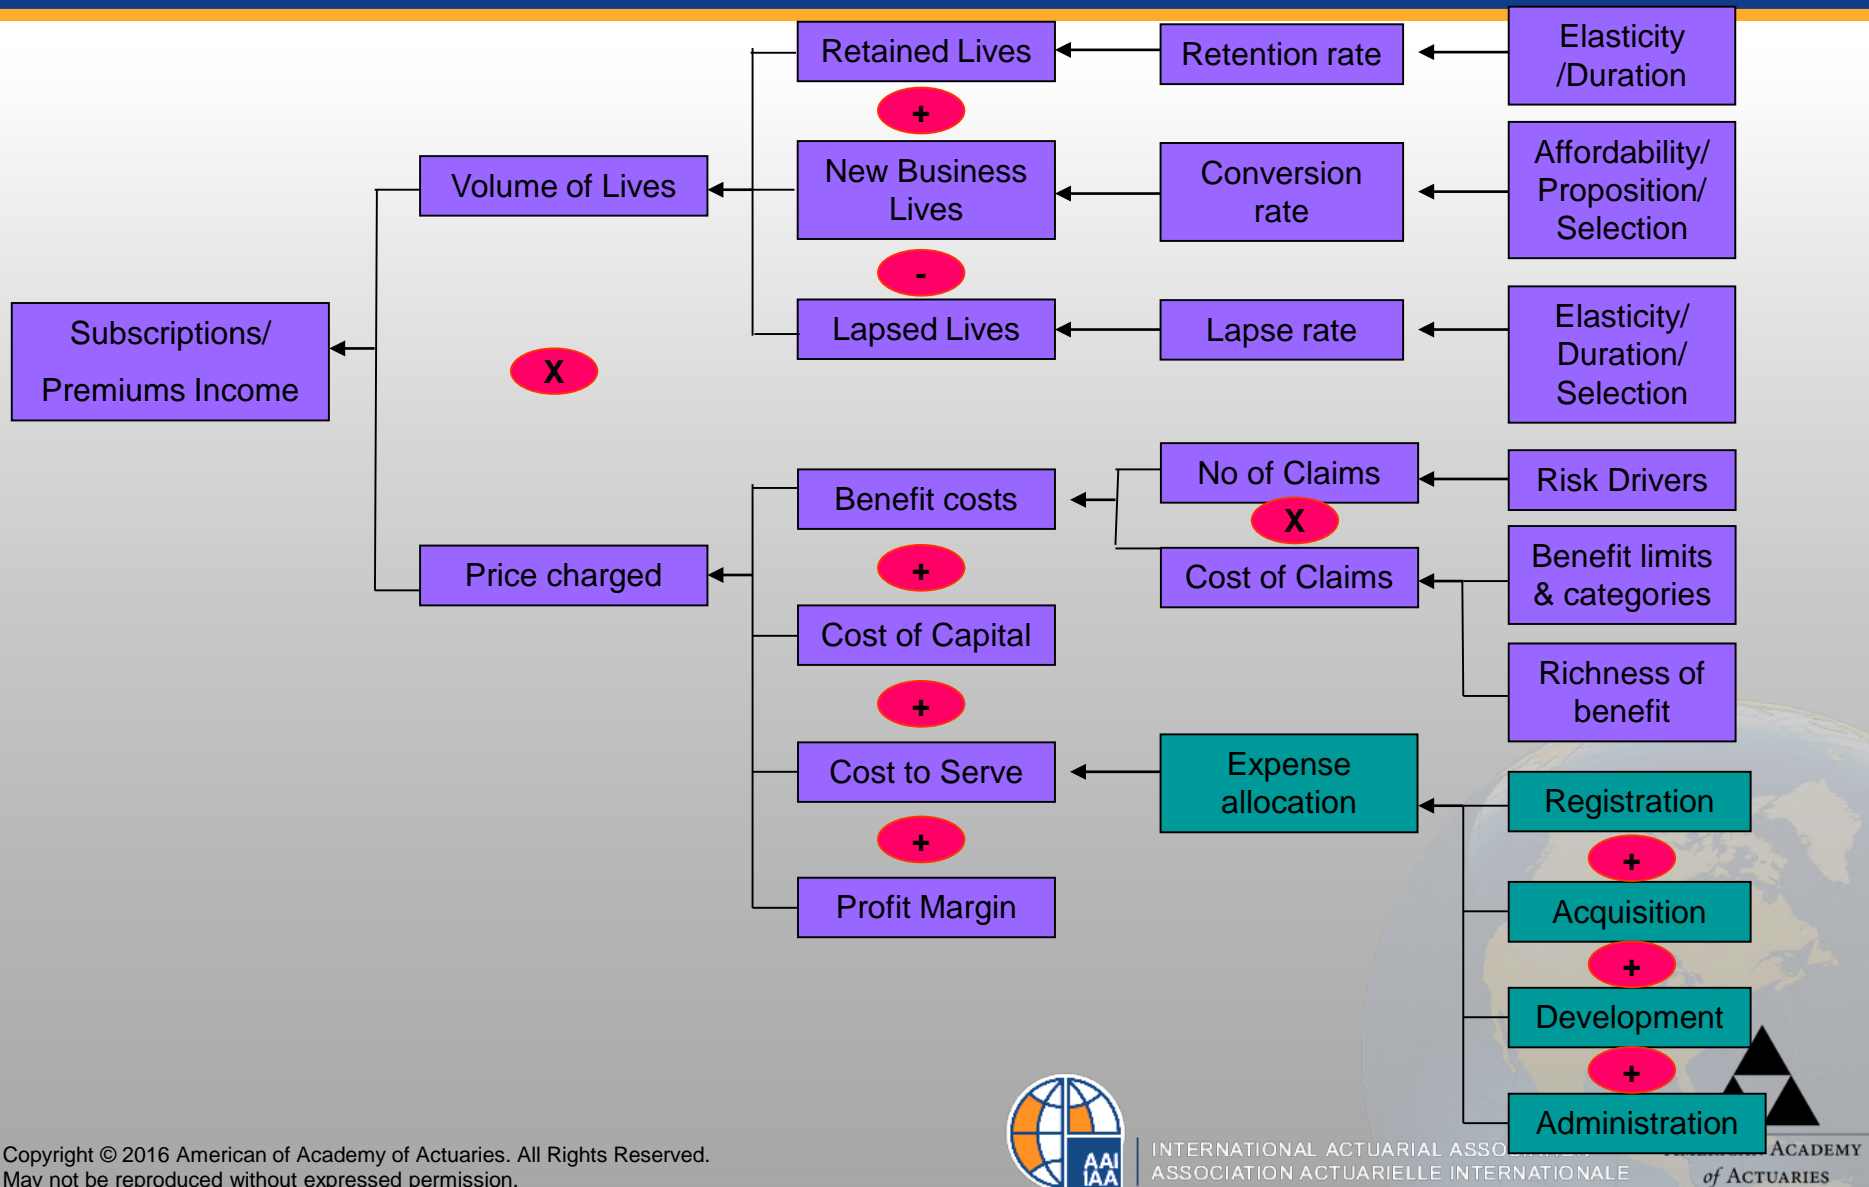 Retained Lives
Retention rate
Elasticity
/Duration
+
New Business
Lives
Conversion
rate
Affordability/
Proposition/
Selection
Volume of Lives
-
Lapsed Lives
Lapse rate
Elasticity/
Duration/
Selection
Subscriptions/
Premiums Income
X
Benefit costs
No of Claims
Risk Drivers
X
Cost of Claims
Benefit limits
& categories
Richness of
benefit
+
Price charged
Cost of Capital
+
Cost to Serve
Expense
allocation
Registration
+
Acquisition
+
Development
+
Administration
+
Profit Margin
Copyright © 2016 American of Academy of Actuaries. All Rights Reserved.
May not be reproduced without expressed permission.
AAI
IAA
INTERNATIONAL ACTUARIAL ASSO
ASSOCIATION ACTUARIELLE INTERNATIONALE
ACADEMY
of ACTUARIES